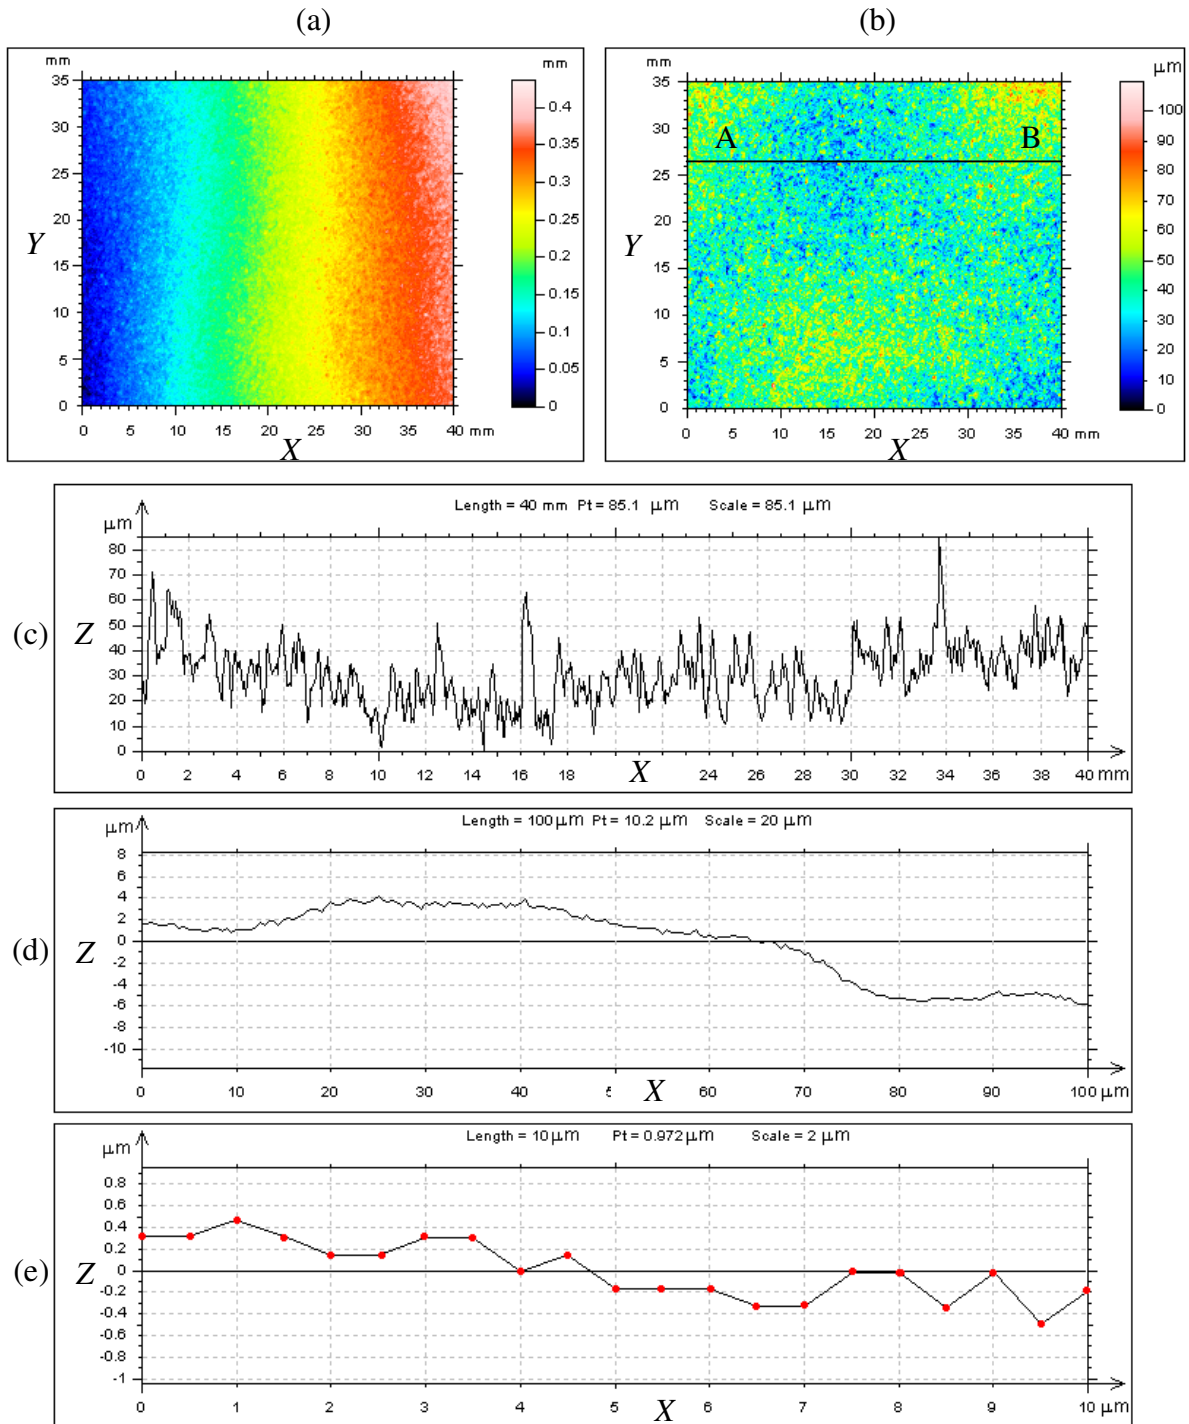 (a)
(b)
mm
mm
35
30
25
20
15
10
5
0
Y
0 5 10 15 20 25 30 35 40 mm
X
0.4
0.35
0.3
0.25
0.2
0.15
0.1
0.05
0
mm
μm
35
30
25
20
15
10
5
0
Y
A
B
0 5 10 15 20 25 30 35 40 mm
X
100
90
80
70
60
50
40
30
20
10
0
Length = 40 mm Pt = 85.1 μm Scale = 85.1 μm
μm
80
70
60
50
(c) Z
40
30
20
10
0
0 2 4 6 8 10 12 14 16 18 24 26 28 30 32 34 36 38 40 mm
X
Length = 100 μm Pt = 10.2 μm Scale = 20 μm
μm
8
6
4
2
0
(d) Z
-2
-4
-6
-8
-10
0 10 20 30 40 60 70 80 90 100 μm
X
Length = 10 μm Pt = 0.972 μm Scale = 2 μm
μm
0.8
0.6
0.4
0.2
0
(e) Z
-0.2
-0.4
-0.6
-0.8
-1
0 1 2 3 4 5 6 7 8 9 10 μm
X